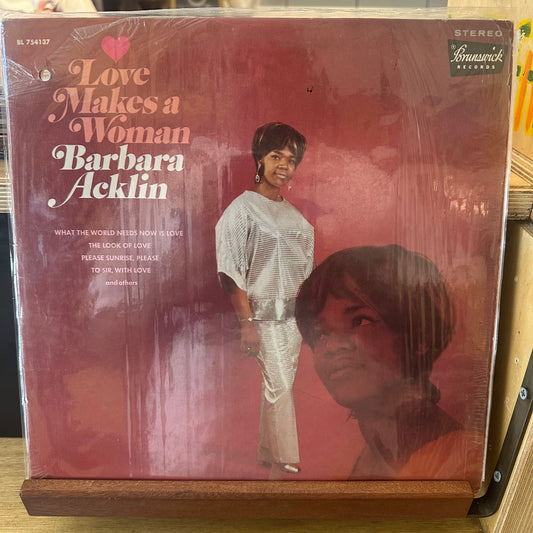 BL 754137
STEREO
Brunswick
RECORDS
Love
Makes a
Woman
Barbara
Acklin
WHAT THE WORLD NEEDS NOW IS LOVE
THE LOOK OF LOVE
PLEASE SUNRISE, PLEASE
TO SIR, WITH LOVE
and others